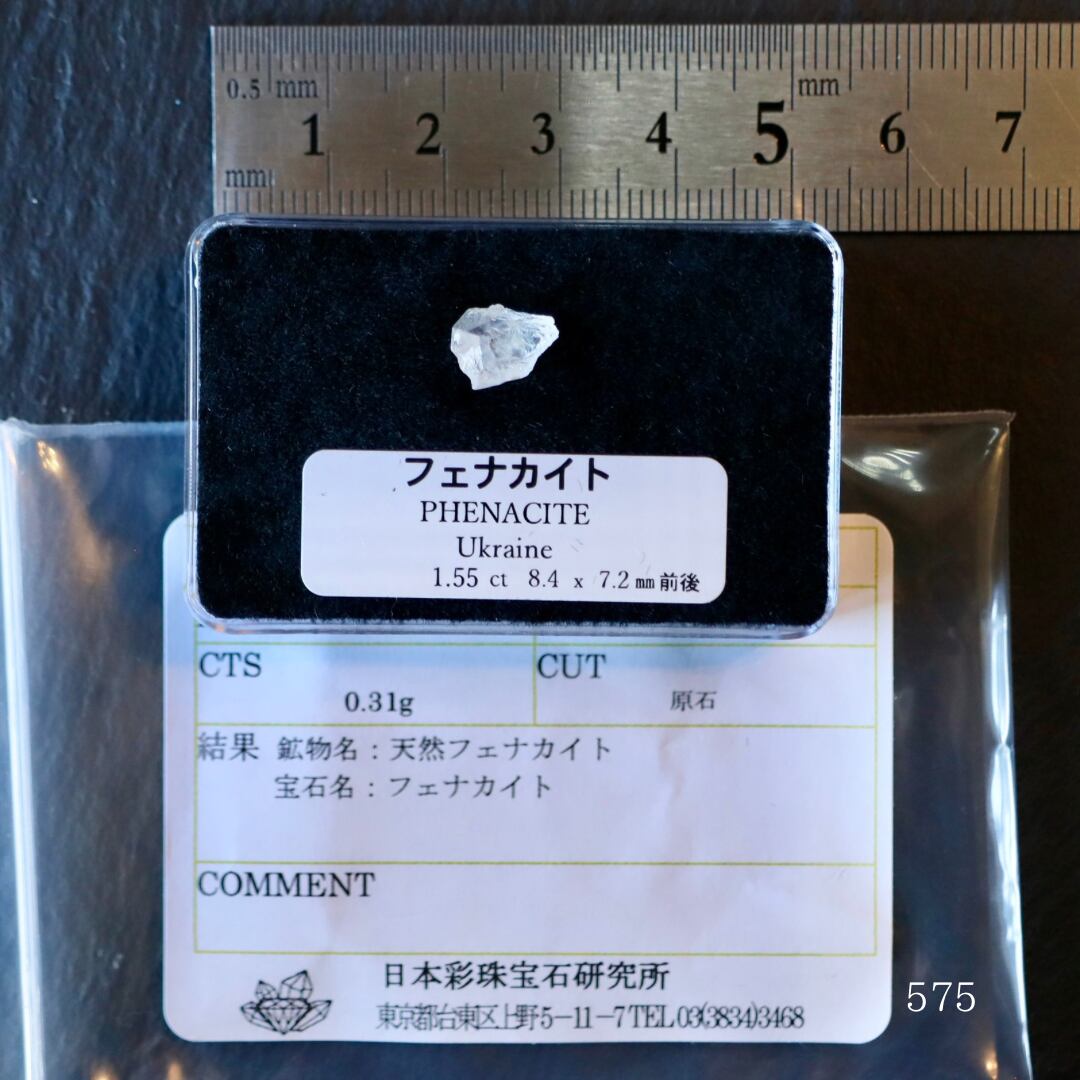 0.5 mm mm
1 2 3 4 5 6 7
mm
フェナカイト
PHENACITE
Ukraine
1.55 ct 8.4 x 7.2 mm前後
CTS CUT
0.31g 原石
結果 鉱物名：天然フェナカイト
宝石名：フェナカイト
COMMENT
日本彩珠宝石研究所
東京都台東区上野5－11－7 TEL 03(3834)3468
575